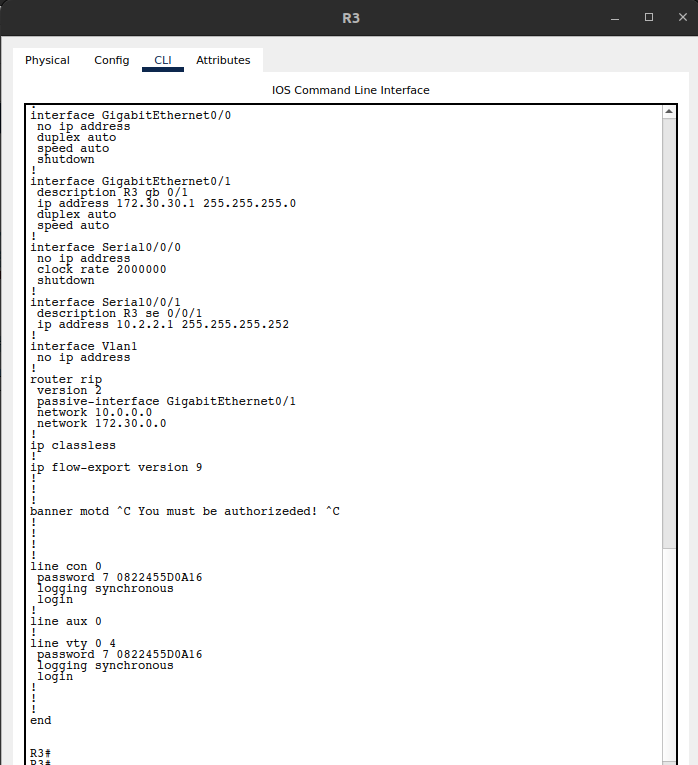 R3
Physical Config CLI Attributes
IOS Command Line Interface
!
interface GigabitEthernet0/0
 no ip address
 duplex auto
 speed auto
 shutdown
!
interface GigabitEthernet0/1
 description R3 gb 0/1
 ip address 172.30.30.1 255.255.255.0
 duplex auto
 speed auto
!
interface Serial0/0/0
 no ip address
 clock rate 2000000
 shutdown
!
interface Serial0/0/1
 description R3 se 0/0/1
 ip address 10.2.2.1 255.255.255.252
!
interface Vlan1
 no ip address
!
router rip
 version 2
 passive-interface GigabitEthernet0/1
 network 10.0.0.0
 network 172.30.0.0
!
ip classless
!
ip flow-export version 9
!
!
!
banner motd ^C You must be authorizeded! ^C
!
!
!
!
line con 0
 password 7 0822455D0A16
 logging synchronous
 login
!
line aux 0
!
line vty 0 4
 password 7 0822455D0A16
 logging synchronous
 login
!
!
!
end
R3#
R3#